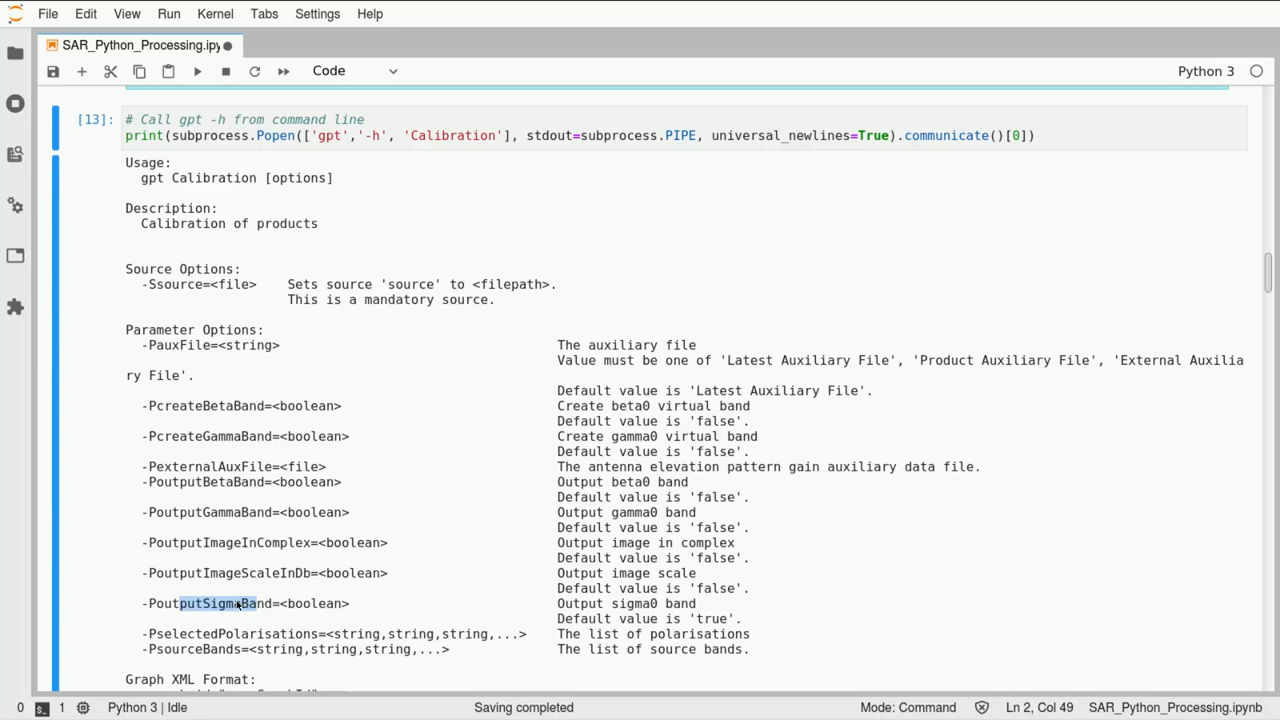 File Edit View Run Kernel Tabs Settings Help
SAR_Python_Processing.ipy
Code
Python 3
[13]: # Call gpt -h from command line
print(subprocess.Popen(['gpt','-h', 'Calibration'], stdout=subprocess.PIPE, universal_newlines=True).communicate()[0])
Usage:
gpt Calibration [options]
Description:
Calibration of products
Source Options:
-Ssource=<file> Sets source 'source' to <filepath>.
This is a mandatory source.
Parameter Options:
-PauxFile=<string> The auxiliary file
Value must be one of 'Latest Auxiliary File', 'Product Auxiliary File', 'External Auxilia
ry File'.
Default value is 'Latest Auxiliary File'.
-PcreateBetaBand=<boolean> Create beta0 virtual band
Default value is 'false'.
-PcreateGammaBand=<boolean> Create gamma0 virtual band
Default value is 'false'.
-PexternalAuxFile=<file> The antenna elevation pattern gain auxiliary data file.
-PoutputBetaBand=<boolean> Output beta0 band
Default value is 'false'.
-PoutputGammaBand=<boolean> Output gamma0 band
Default value is 'false'.
-PoutputImageInComplex=<boolean> Output image in complex
Default value is 'false'.
-PoutputImageScaleInDb=<boolean> Output image scale
Default value is 'false'.
-PoutputSigmaBand=<boolean> Output sigma0 band
Default value is 'true'.
-PselectedPolarisations=<string,string,string,...> The list of polarisations
-PsourceBands=<string,string,string,...> The list of source bands.
Graph XML Format:
0 1 Python 3 | Idle Saving completed Mode: Command Ln 2, Col 49 SAR_Python_Processing.ipynb